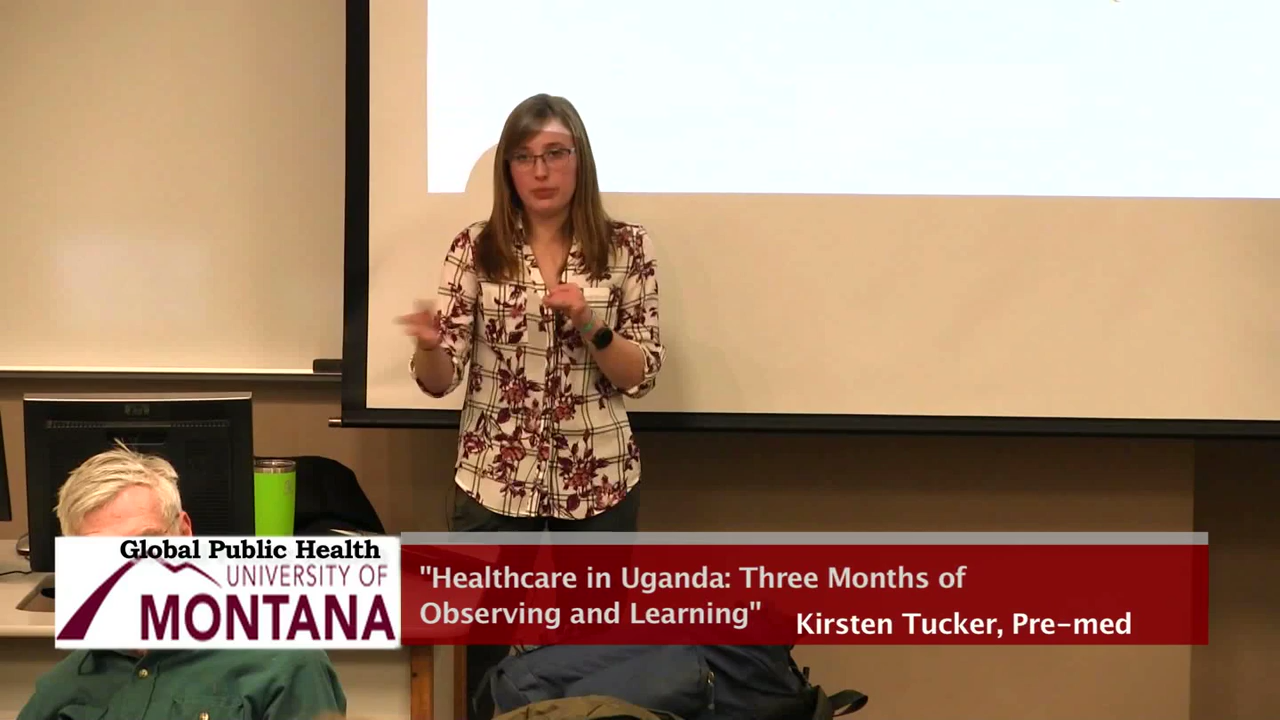 Global Public Health
UNIVERSITY OF
MONTANA
"Healthcare in Uganda: Three Months of
Observing and Learning"
Kirsten Tucker, Pre-med